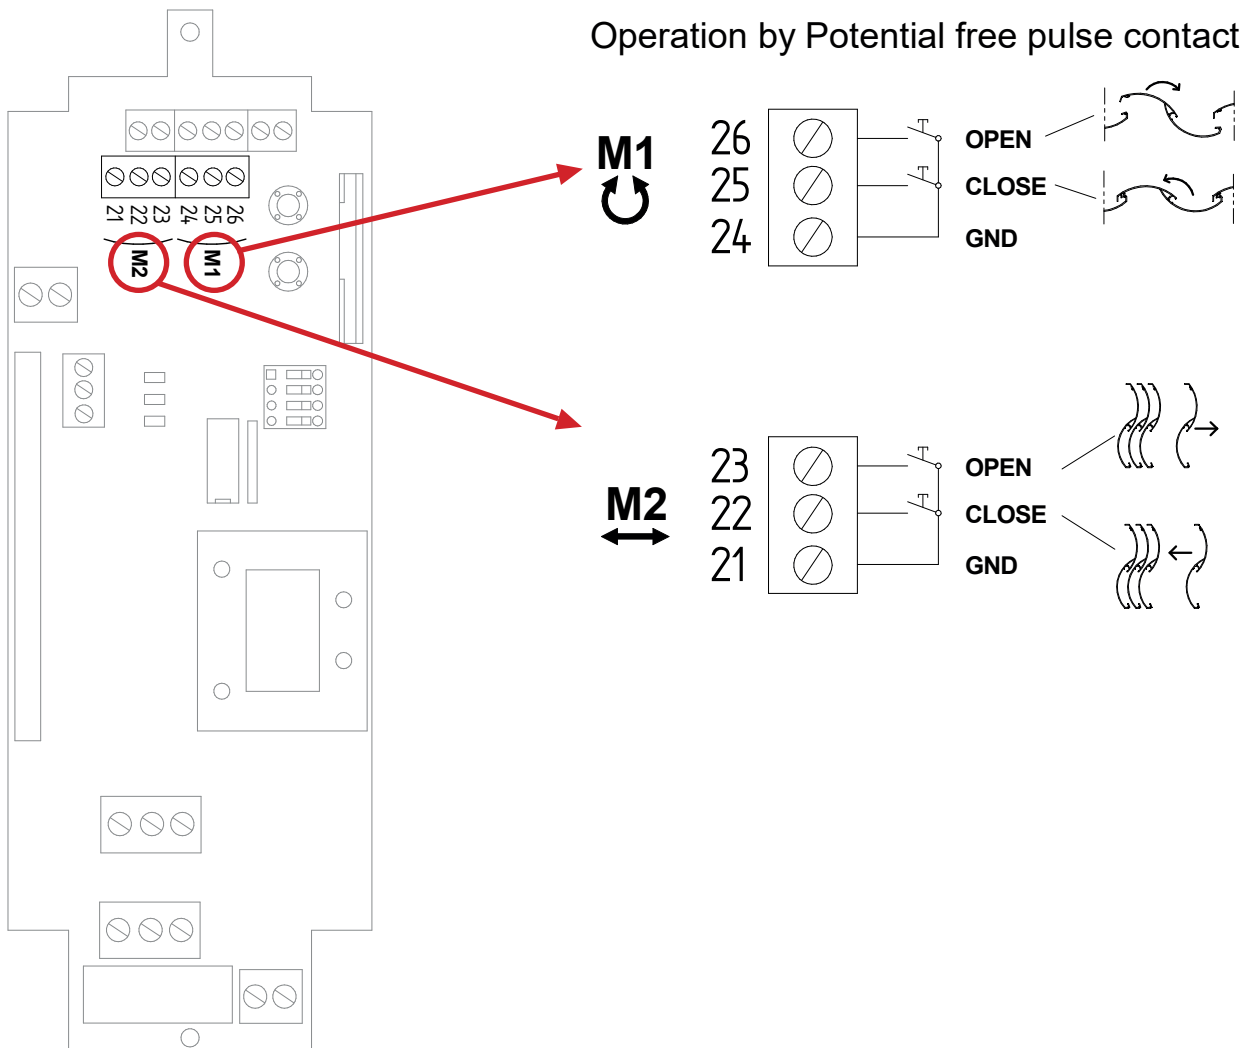 Operation by Potential free pulse contact
21 22 23 24 25 26
M2 M1
M1
26 OPEN
25 CLOSE
24 GND
M2
23 OPEN
22 CLOSE
21 GND